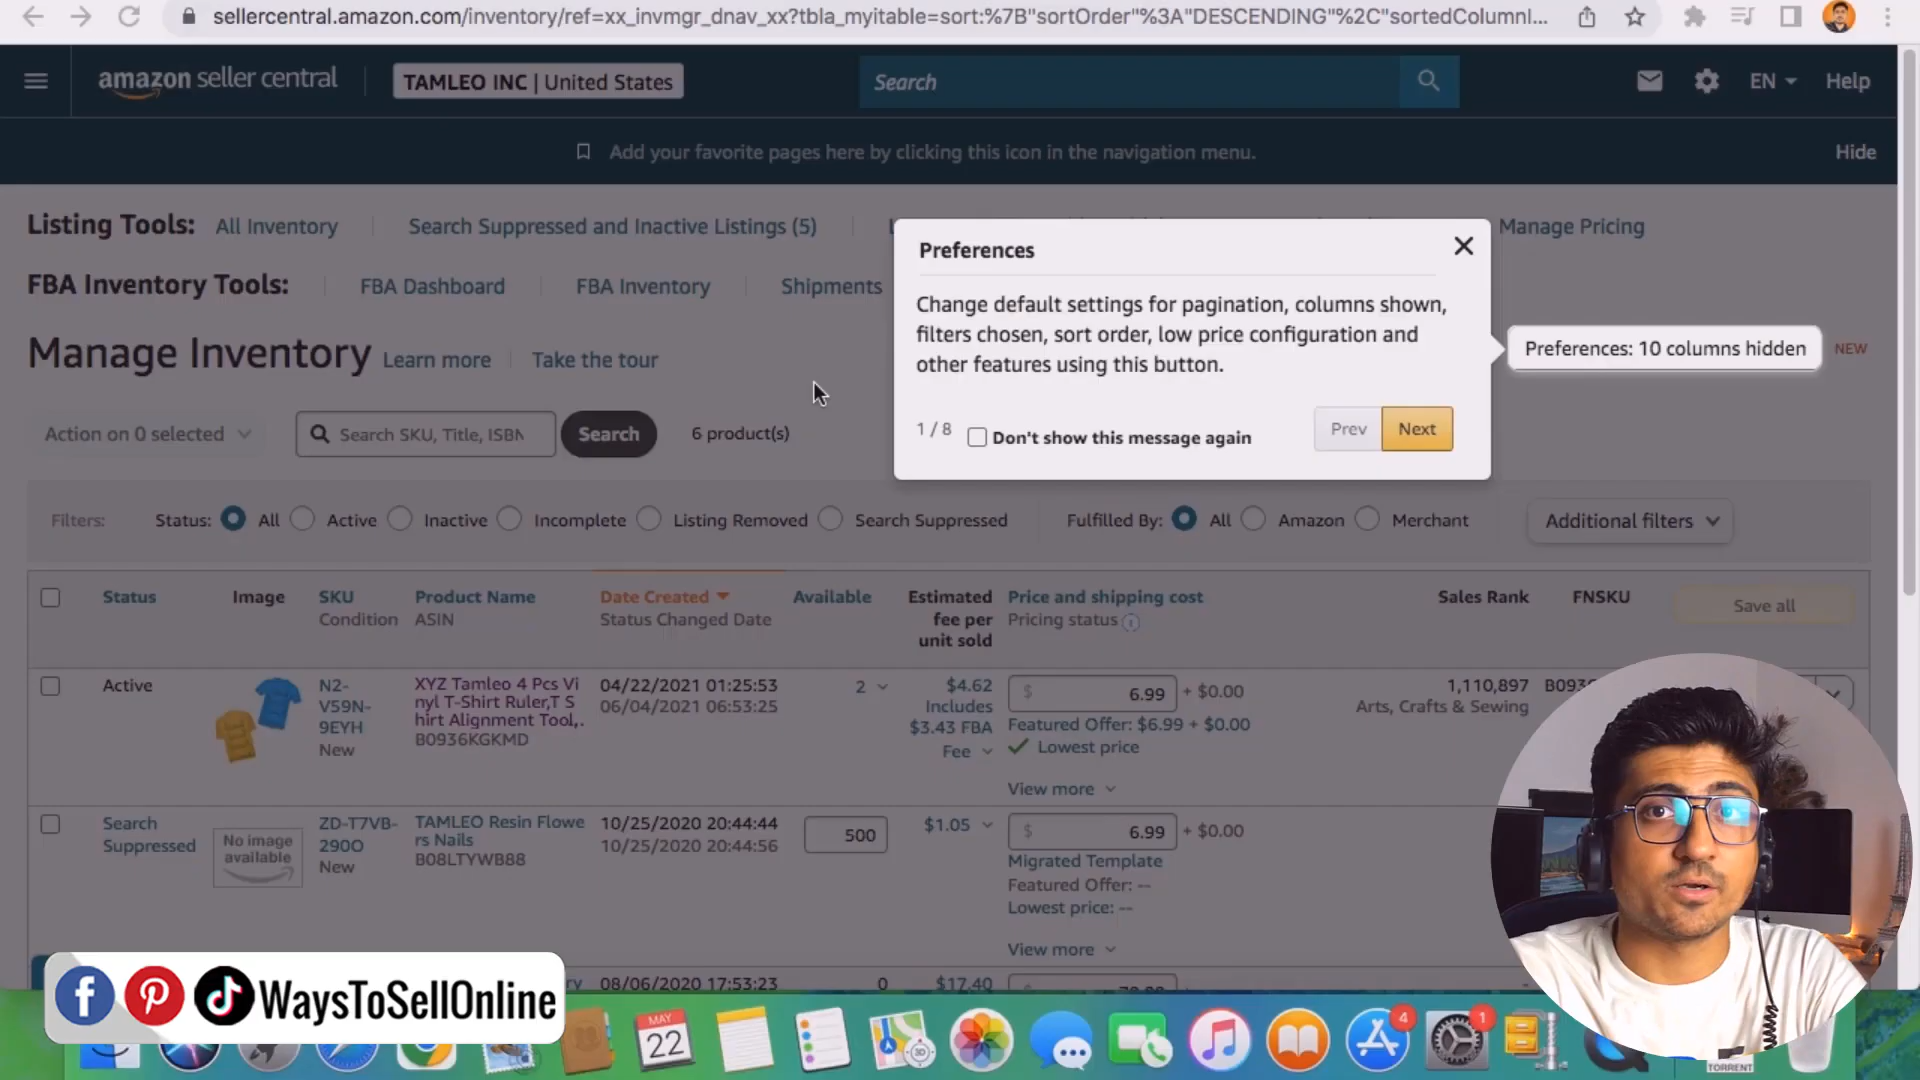 sellercentral.amazon.com/inventory/ref=xx_invmgr_dnav_xx?tbla_myitable=sort:%7B"sortOrder"%3A"DESCENDING"%2C"sortedColumnI...
amazon seller central
TAMLEO INC | United States
Search
EN
Help
Add your favorite pages here by clicking this icon in the navigation menu.
Hide
Listing Tools: All Inventory Search Suppressed and Inactive Listings (5) Manage Pricing
FBA Inventory Tools: FBA Dashboard FBA Inventory Shipments
Preferences
Change default settings for pagination, columns shown,
filters chosen, sort order, low price configuration and
other features using this button.
1 / 8 Don't show this message again Prev Next
Manage Inventory Learn more Take the tour
Preferences: 10 columns hidden NEW
Action on 0 selected Search SKU, Title, ISBN Search 6 product(s)
Filters: Status: All Active Inactive Incomplete Listing Removed Search Suppressed Fulfilled By: All Amazon Merchant Additional filters
Status Image SKU Product Name Date Created Available Estimated Price and shipping cost Sales Rank FNSKU Save all
Condition ASIN Status Changed Date fee per Pricing status
unit sold
Active
N2-
V59N-
9EYH
New
XYZ Tamleo 4 Pcs Vi
nyl T-Shirt Ruler,T S
hirt Alignment Tool,.
B0936KGKMD
04/22/2021 01:25:53
06/04/2021 06:53:25
2
$4.62
Includes
$3.43 FBA
Fee
$ 6.99 + $0.00
Featured Offer: $6.99 + $0.00
Lowest price
View more
1,110,897
Arts, Crafts & Sewing
Search
Suppressed
No image
available
ZD-T7VB-
290O
New
TAMLEO Resin Flowe
rs Nails
B08LTYWB88
10/25/2020 20:44:44
10/25/2020 20:44:56
500
$1.05
$ 6.99 + $0.00
Migrated Template
Featured Offer: --
Lowest price: --
View more
08/06/2020 17:53:23
0
$17.40
WaysToSellOnline
MAY
22
3D
4
1
TORRENT